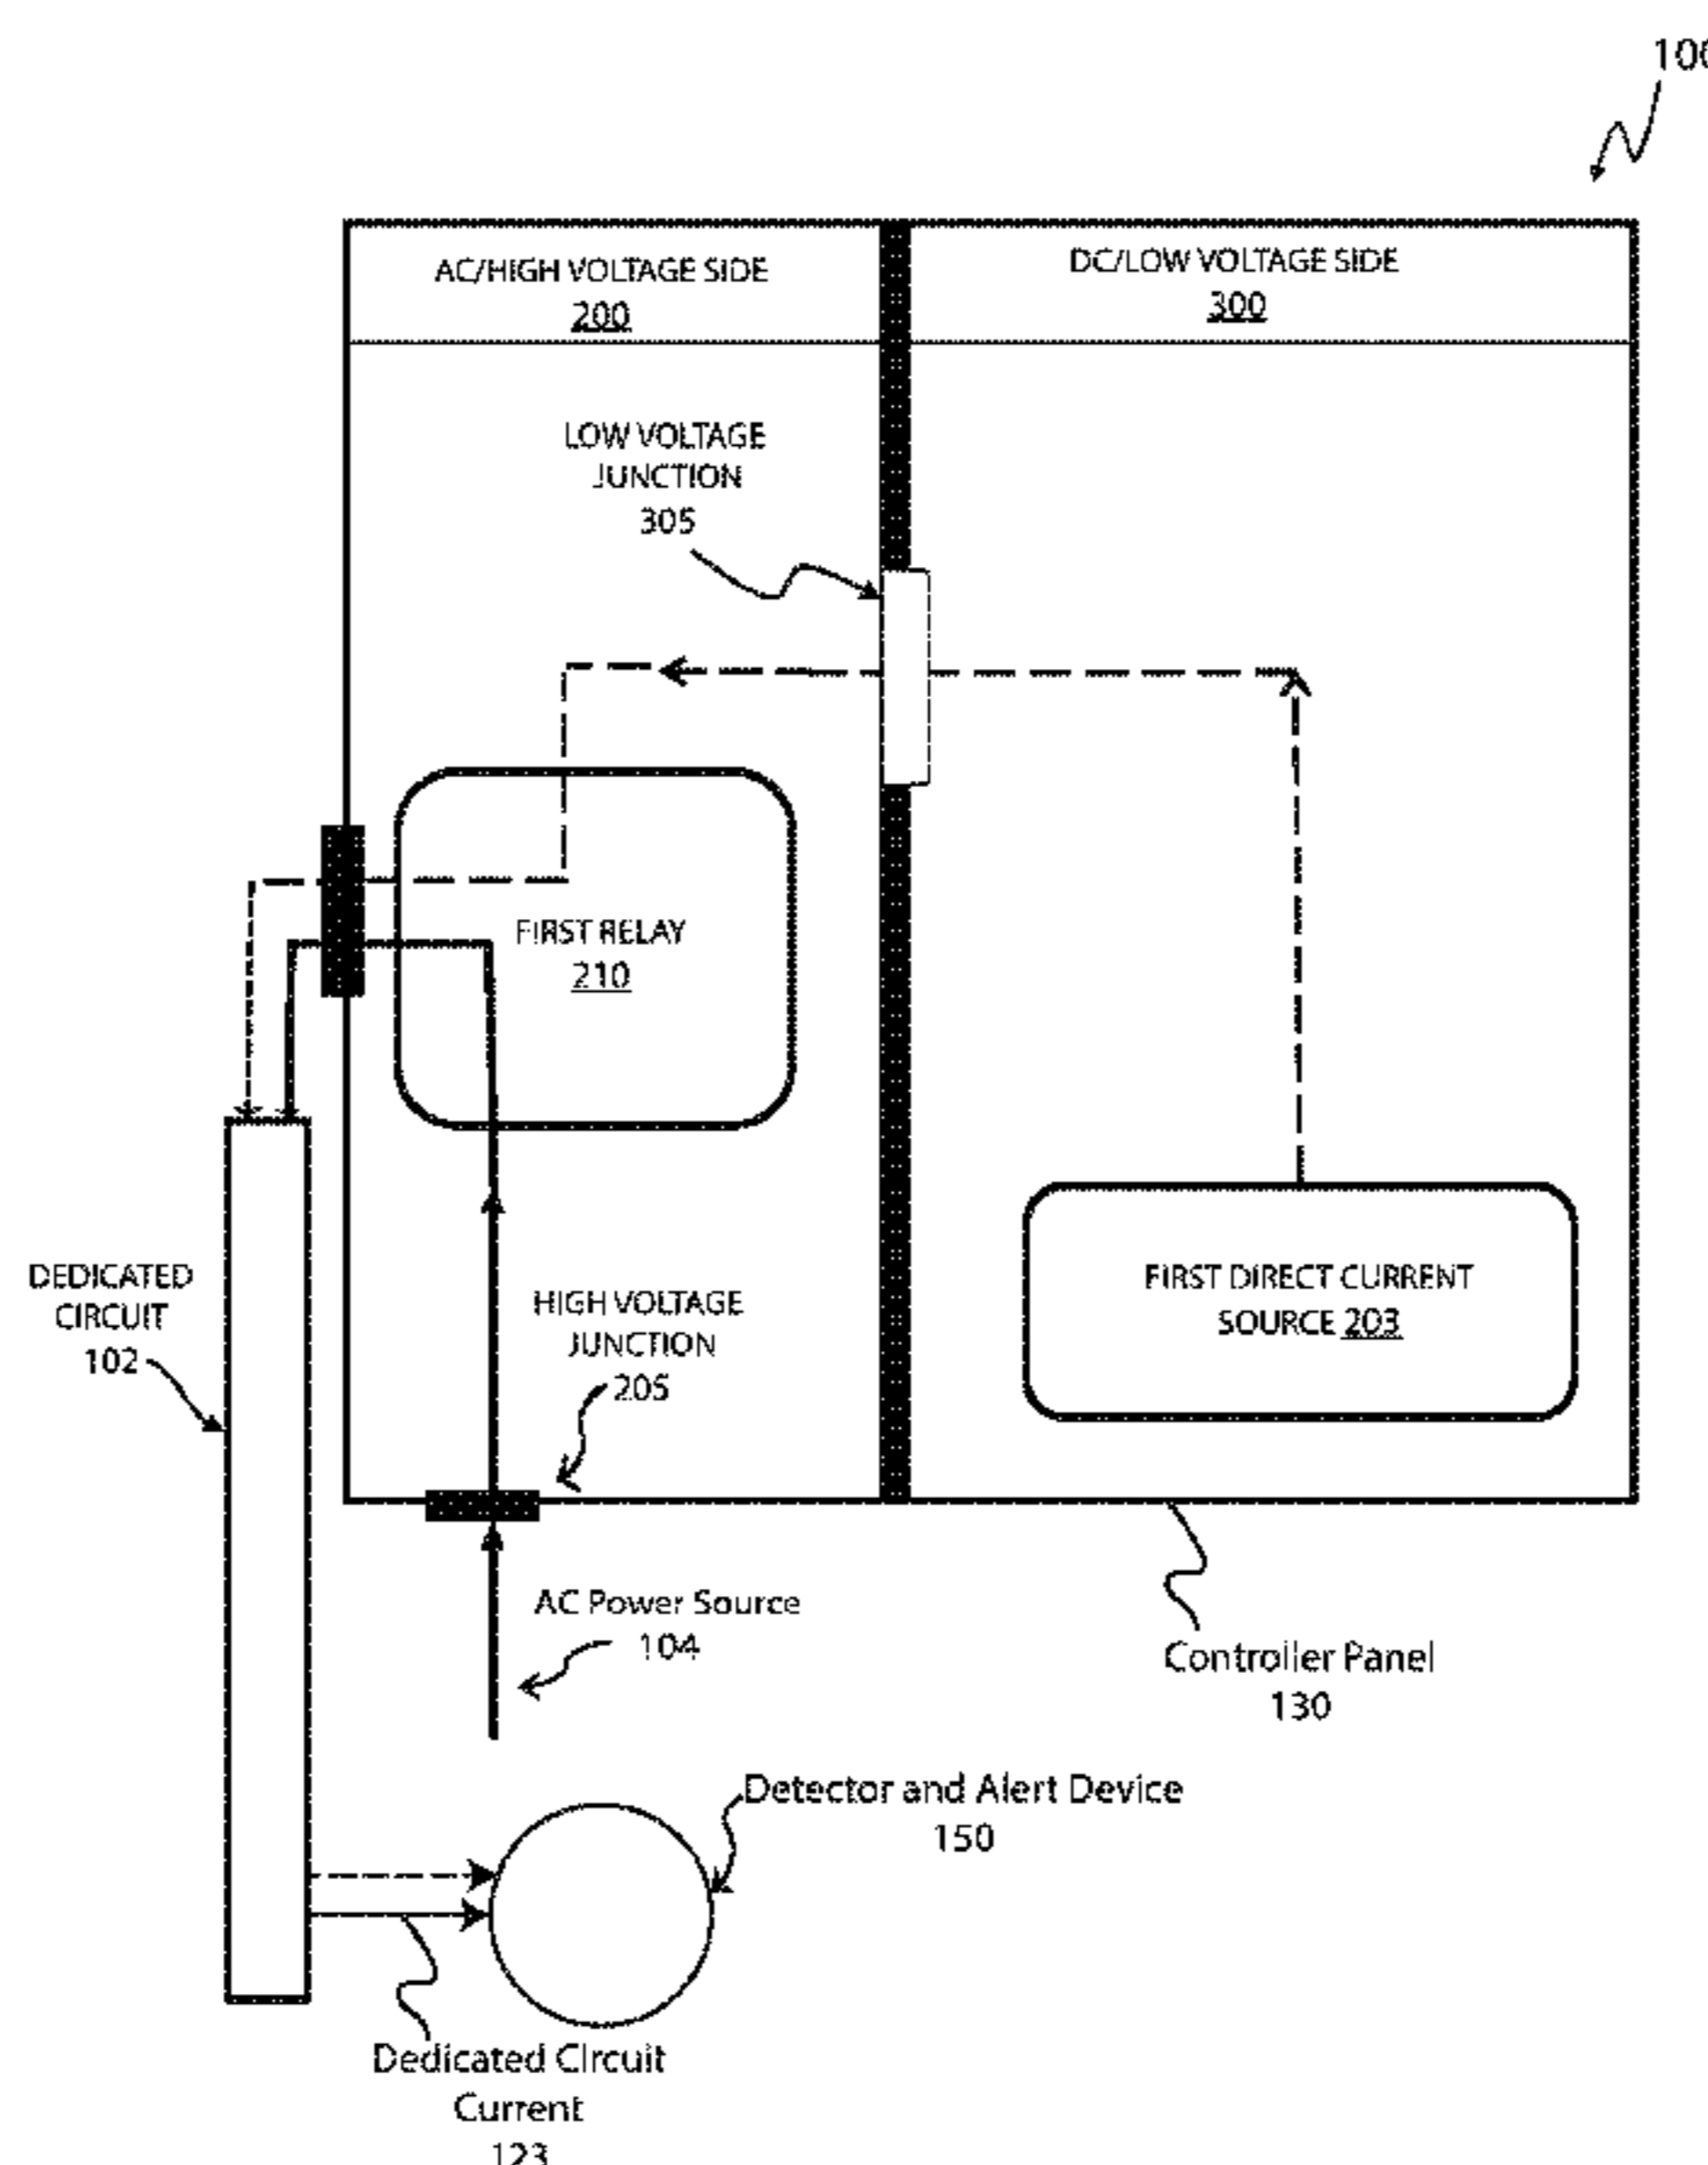 100
AC/HIGH VOLTAGE SIDE
200
DC/LOW VOLTAGE SIDE
300
LOW VOLTAGE
JUNCTION
305
FIRST RELAY
210
DEDICATED
CIRCUIT
102
HIGH VOLTAGE
JUNCTION
205
FIRST DIRECT CURRENT
SOURCE 203
AC Power Source
104
Controller Panel
130
Detector and Alert Device
150
Dedicated Circuit
Current
123